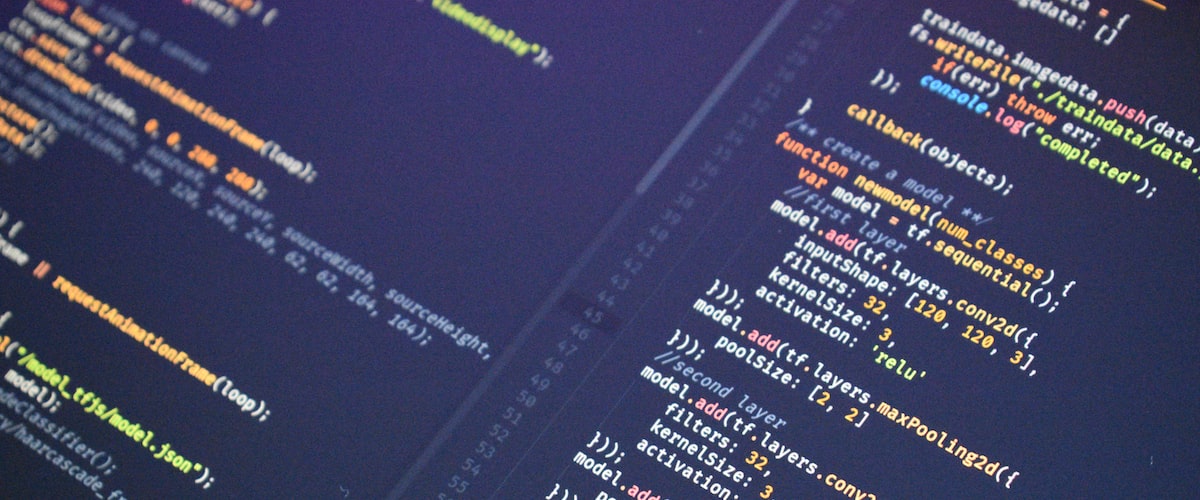 videodisplay");
loop() {
requestAnimationFrame(loop);
drawImage(video, 0, 0, 200, 200);
source, sourcex, sourcewidth, sourceHeight,
240, 120, 240, 240, 62, 62, 164, 164);
) {
|| requestAnimationFrame(loop);
{
("/model_tfjs/model.json");
model);
classifier();
/haarcascade_f
44
45
46
47
48
49
50
51
52
53
54
55
= {
imagedata: []
traindata.imagedata.push(data)
fs.writeFile("./traindata/data.
if(err) throw err;
console.log("completed");
});
callback(objects);
}
/** create a model **/
function newmodel(num_classes) {
var model = tf.sequential();
//first layer
model.add(tf.layers.conv2d({
inputShape: [120, 120, 3],
filters: 32,
kernelSize: 3,
activation: 'relu'
}));
model.add(tf.layers.maxPooling2d({
poolSize: [2, 2]
}));
//second layer
model.add(tf.layers.conv2
filters: 32,
kernelSize: 3
activation:
}));
model.add(
po
}));